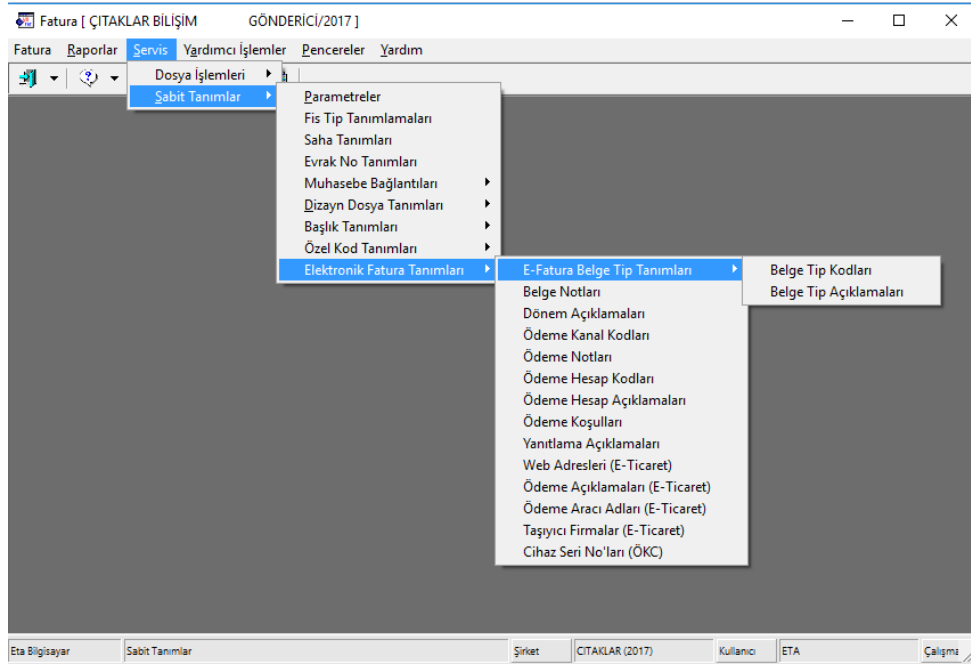 Fatura [ ÇITAKLAR BİLİŞİM GÖNDERİCİ/2017 ]
Fatura Raporlar Servis Yardımcı İşlemler Pencereler Yardım
Dosya İşlemleri
Sabit Tanımlar
Parametreler
Fis Tip Tanımlamaları
Saha Tanımları
Evrak No Tanımları
Muhasebe Bağlantıları
Dizayn Dosya Tanımları
Başlık Tanımları
Özel Kod Tanımları
Elektronik Fatura Tanımları
E-Fatura Belge Tip Tanımları
Belge Notları
Dönem Açıklamaları
Ödeme Kanal Kodları
Ödeme Notları
Ödeme Hesap Kodları
Ödeme Hesap Açıklamaları
Ödeme Koşulları
Yanıtlama Açıklamaları
Web Adresleri (E-Ticaret)
Ödeme Açıklamaları (E-Ticaret)
Ödeme Aracı Adları (E-Ticaret)
Taşıyıcı Firmalar (E-Ticaret)
Cihaz Seri No'ları (ÖKC)
Belge Tip Kodları
Belge Tip Açıklamaları
Eta Bilgisayar Sabit Tanımlar Şirket CITAKLAR (2017) Kullanıcı ETA Çalışma